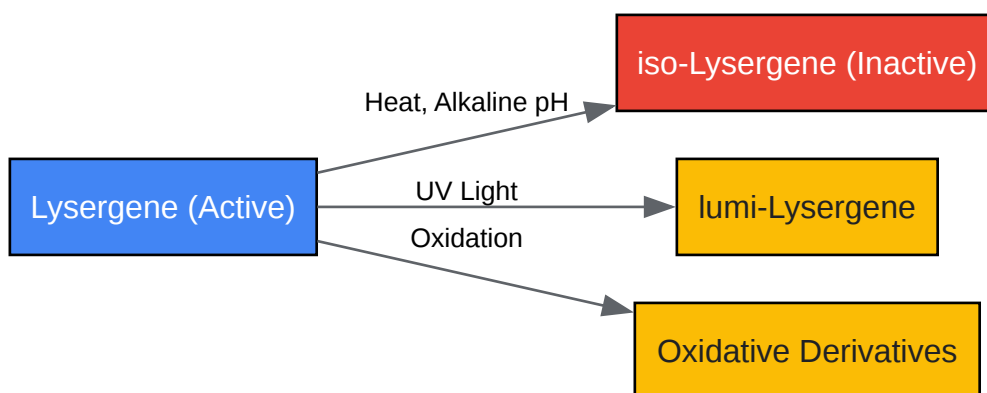 iso-Lysergene (Inactive)
Heat, Alkaline pH
Lysergene (Active)
UV Light
lumi-Lysergene
Oxidation
Oxidative Derivatives